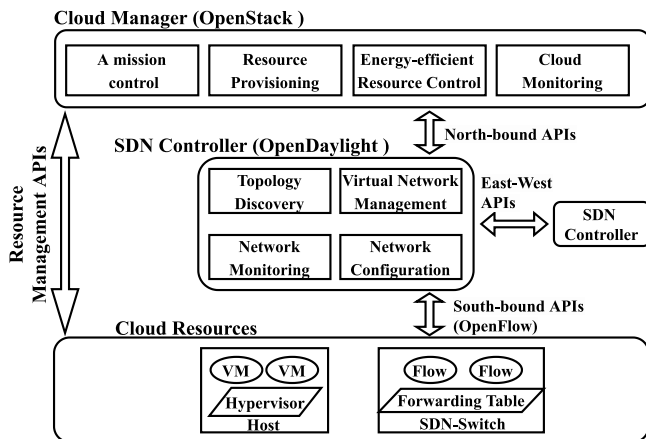 Cloud Manager (OpenStack )
A mission
control
Resource
Provisioning
Energy-efficient
Resource Control
Cloud
Monitoring
North-bound APIs
SDN Controller (OpenDaylight )
Topology
Discovery
Virtual Network
Management
Network
Monitoring
Network
Configuration
East-West
APIs
SDN
Controller
Resource
Management APIs
South-bound APIs
(OpenFlow)
Cloud Resources
VM
VM
Hypervisor
Host
Flow
Flow
Forwarding Table
SDN-Switch